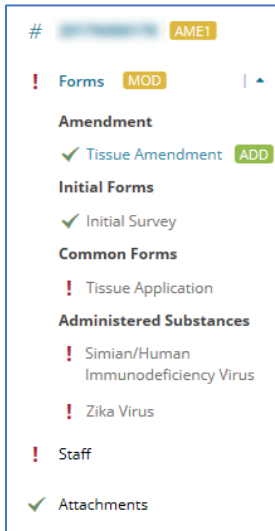 # AME1
! Forms MOD
Amendment
Tissue Amendment ADD
Initial Forms
Initial Survey
Common Forms
! Tissue Application
Administered Substances
! Simian/Human
Immunodeficiency Virus
! Zika Virus
! Staff
Attachments